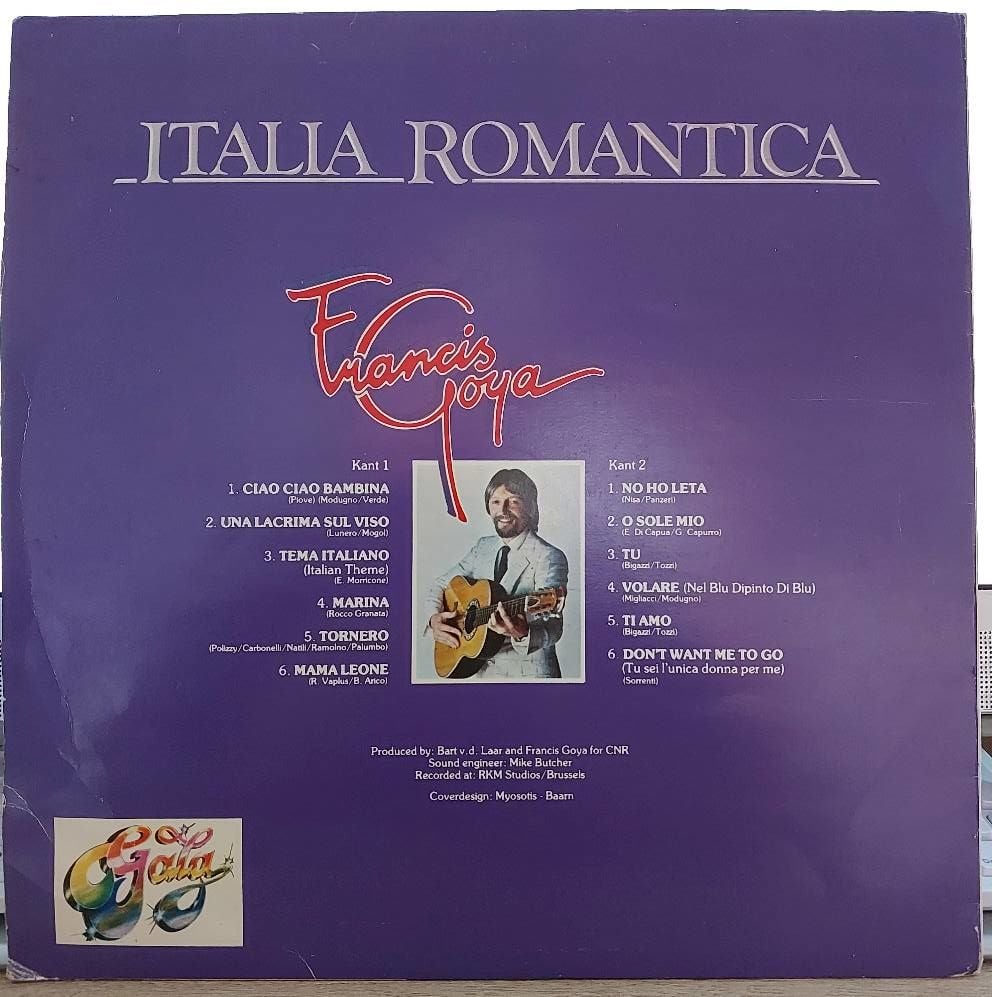 ITALIA ROMANTICA
Francis
Goya
Kant 1
1. CIAO CIAO BAMBINA
(Piove) (Modugno/Verde)
2. UNA LACRIMA SUL VISO
(Lunero/Mogol)
3. TEMA ITALIANO
(Italian Theme)
(E. Morricone)
4. MARINA
(Rocco Granata)
5. TORNERO
(Polizzy/Carbonelli/Natili/Ramoino/Palumbo)
6. MAMA LEONE
(R. Vaplus/B. Arico)
Kant 2
1. NO HO LETA
(Nisa/Panzeri)
2. O SOLE MIO
(E. Di Capua/G. Capurro)
3. TU
(Bigazzi/Tozzi)
4. VOLARE (Nel Blu Dipinto Di Blu)
(Migliacci/Modugno)
5. TI AMO
(Bigazzi/Tozzi)
6. DON'T WANT ME TO GO
(Tu sei l'unica donna per me)
(Sorrenti)
Produced by: Bart v.d. Laar and Francis Goya for CNR
Sound engineer: Mike Butcher
Recorded at: RKM Studios/Brussels
Coverdesign: Myosotis - Baarn